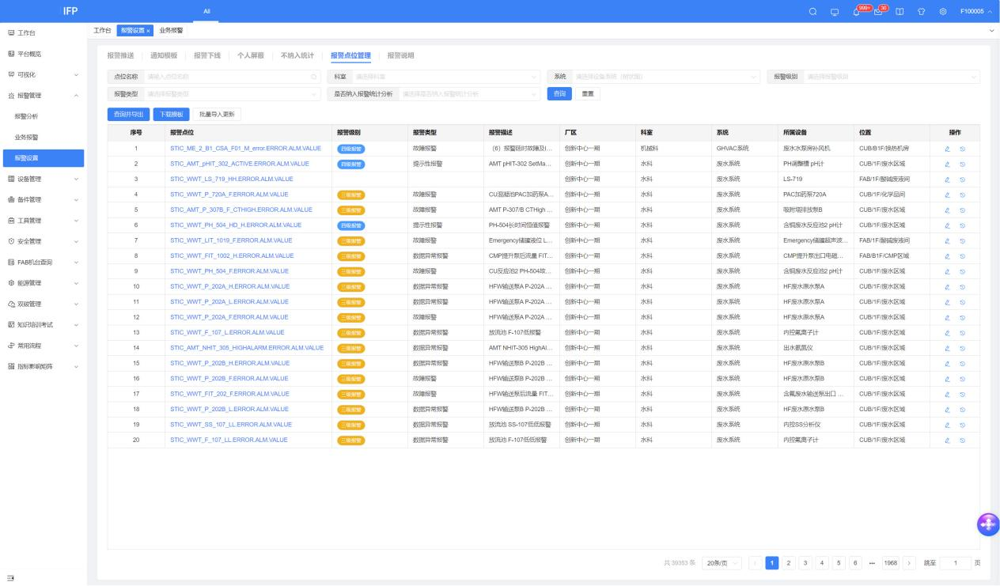 IFP All 999+ 30 F100005
工作台 报警设置 × 业务报警
工作台
平台概览
可视化
报警管理
报警分析
业务报警
报警设置
设备管理
备件管理
工具管理
安全管理
FAB机台查询
能源管理
双碳管理
知识培训考试
常用流程
指标影响矩阵
报警推送 通知模板 报警下线 个人屏蔽 不纳入统计 报警点位管理 报警说明
点位名称 请输入点位名称 科室 请选择科室 系统 请选择设备系统（树状图） 报警级别 请选择报警级别
报警类型 请选择报警类型 是否纳入报警统计分析 请选择是否纳入报警统计分析 查询 重置
查询并导出 下载模板 批量导入更新
序号 报警点位 报警级别 报警类型 报警描述 厂区 科室 系统 所属设备 位置 操作
1 STIC_ME_2_B1_CSA_F01_M_error.ERROR.ALM.VALUE 四级报警 故障报警 （6）报警延时故障及I... 创新中心一期 机械科 GHVAC系统 废水水泵房补风机 CUB/B1F/换热机房
2 STIC_AMT_pHIT_302_ACTIVE.ERROR.ALM.VALUE 四级报警 提示性报警 AMT pHIT-302 SetMa... 创新中心一期 水科 废水系统 PH调整槽 pH计 CUB/1F/废水区域
3 STIC_WWT_LS_719_HH.ERROR.ALM.VALUE 创新中心一期 水科 废水系统 LS-719 FAB/1F/酸碱废液间
4 STIC_WWT_P_720A_F.ERROR.ALM.VALUE 三级报警 故障报警 CU混凝池PAC加药泵A... 创新中心一期 水科 废水系统 PAC加药泵720A CUB/1F/化学品间
5 STIC_AMT_P_307B_F_CTHIGH.ERROR.ALM.VALUE 三级报警 故障报警 AMT P-307/B CTHigh ... 创新中心一期 水科 废水系统 吸附塔排放泵B CUB/1F/废水区域
6 STIC_WWT_PH_504_HD_H.ERROR.ALM.VALUE 四级报警 提示性报警 PH-504长时间恒值报警 创新中心一期 水科 废水系统 含铜废水反应池2 pH计 CUB/1F/废水区域
7 STIC_WWT_LIT_1019_F.ERROR.ALM.VALUE 三级报警 故障报警 Emergency储罐液位 L... 创新中心一期 水科 废水系统 Emergency储罐超声波... FAB/1F/酸碱废液间
8 STIC_WWT_FIT_1002_H.ERROR.ALM.VALUE 三级报警 数据异常报警 CMP提升泵后流量 FIT... 创新中心一期 水科 废水系统 CMP提升泵出口电磁... FAB/B1F/CMP区域
9 STIC_WWT_PH_504_F.ERROR.ALM.VALUE 三级报警 故障报警 CU反应池2 PH-504故... 创新中心一期 水科 废水系统 含铜废水反应池2 pH计 CUB/1F/废水区域
10 STIC_WWT_P_202A_H.ERROR.ALM.VALUE 三级报警 数据异常报警 HFW输送泵A P-202A ... 创新中心一期 水科 废水系统 HF废水原水泵A CUB/1F/废水区域
11 STIC_WWT_P_202A_L.ERROR.ALM.VALUE 三级报警 数据异常报警 HFW输送泵A P-202A ... 创新中心一期 水科 废水系统 HF废水原水泵A CUB/1F/废水区域
12 STIC_WWT_P_202A_F.ERROR.ALM.VALUE 三级报警 故障报警 HFW输送泵A P-202A ... 创新中心一期 水科 废水系统 HF废水原水泵A CUB/1F/废水区域
13 STIC_WWT_F_107_L.ERROR.ALM.VALUE 三级报警 数据异常报警 放流池 F-107低报警 创新中心一期 水科 废水系统 内控氟离子计 CUB/1F/废水区域
14 STIC_AMT_NHIT_305_HIGHALARM.ERROR.ALM.VALUE 三级报警 数据异常报警 AMT NHIT-305 HighAl... 创新中心一期 水科 废水系统 出水氨氮仪 CUB/1F/废水区域
15 STIC_WWT_P_202B_H.ERROR.ALM.VALUE 三级报警 数据异常报警 HFW输送泵B P-202B ... 创新中心一期 水科 废水系统 HF废水原水泵B CUB/1F/废水区域
16 STIC_WWT_P_202B_F.ERROR.ALM.VALUE 三级报警 故障报警 HFW输送泵B P-202B ... 创新中心一期 水科 废水系统 HF废水原水泵B CUB/1F/废水区域
17 STIC_WWT_FIT_202_F.ERROR.ALM.VALUE 三级报警 故障报警 HFW输送泵后流量 FIT... 创新中心一期 水科 废水系统 含氟废水输送泵出口 ... CUB/1F/废水区域
18 STIC_WWT_P_202B_L.ERROR.ALM.VALUE 三级报警 数据异常报警 HFW输送泵B P-202B ... 创新中心一期 水科 废水系统 HF废水原水泵B CUB/1F/废水区域
19 STIC_WWT_SS_107_LL.ERROR.ALM.VALUE 三级报警 数据异常报警 放流池 SS-107低低报警 创新中心一期 水科 废水系统 内控SS分析仪 CUB/1F/废水区域
20 STIC_WWT_F_107_LL.ERROR.ALM.VALUE 三级报警 数据异常报警 放流池 F-107低低报警 创新中心一期 水科 废水系统 内控氟离子计 CUB/1F/废水区域
共 39353 条 20条/页 1 2 3 4 5 6 ••• 1968 跳至 1 页